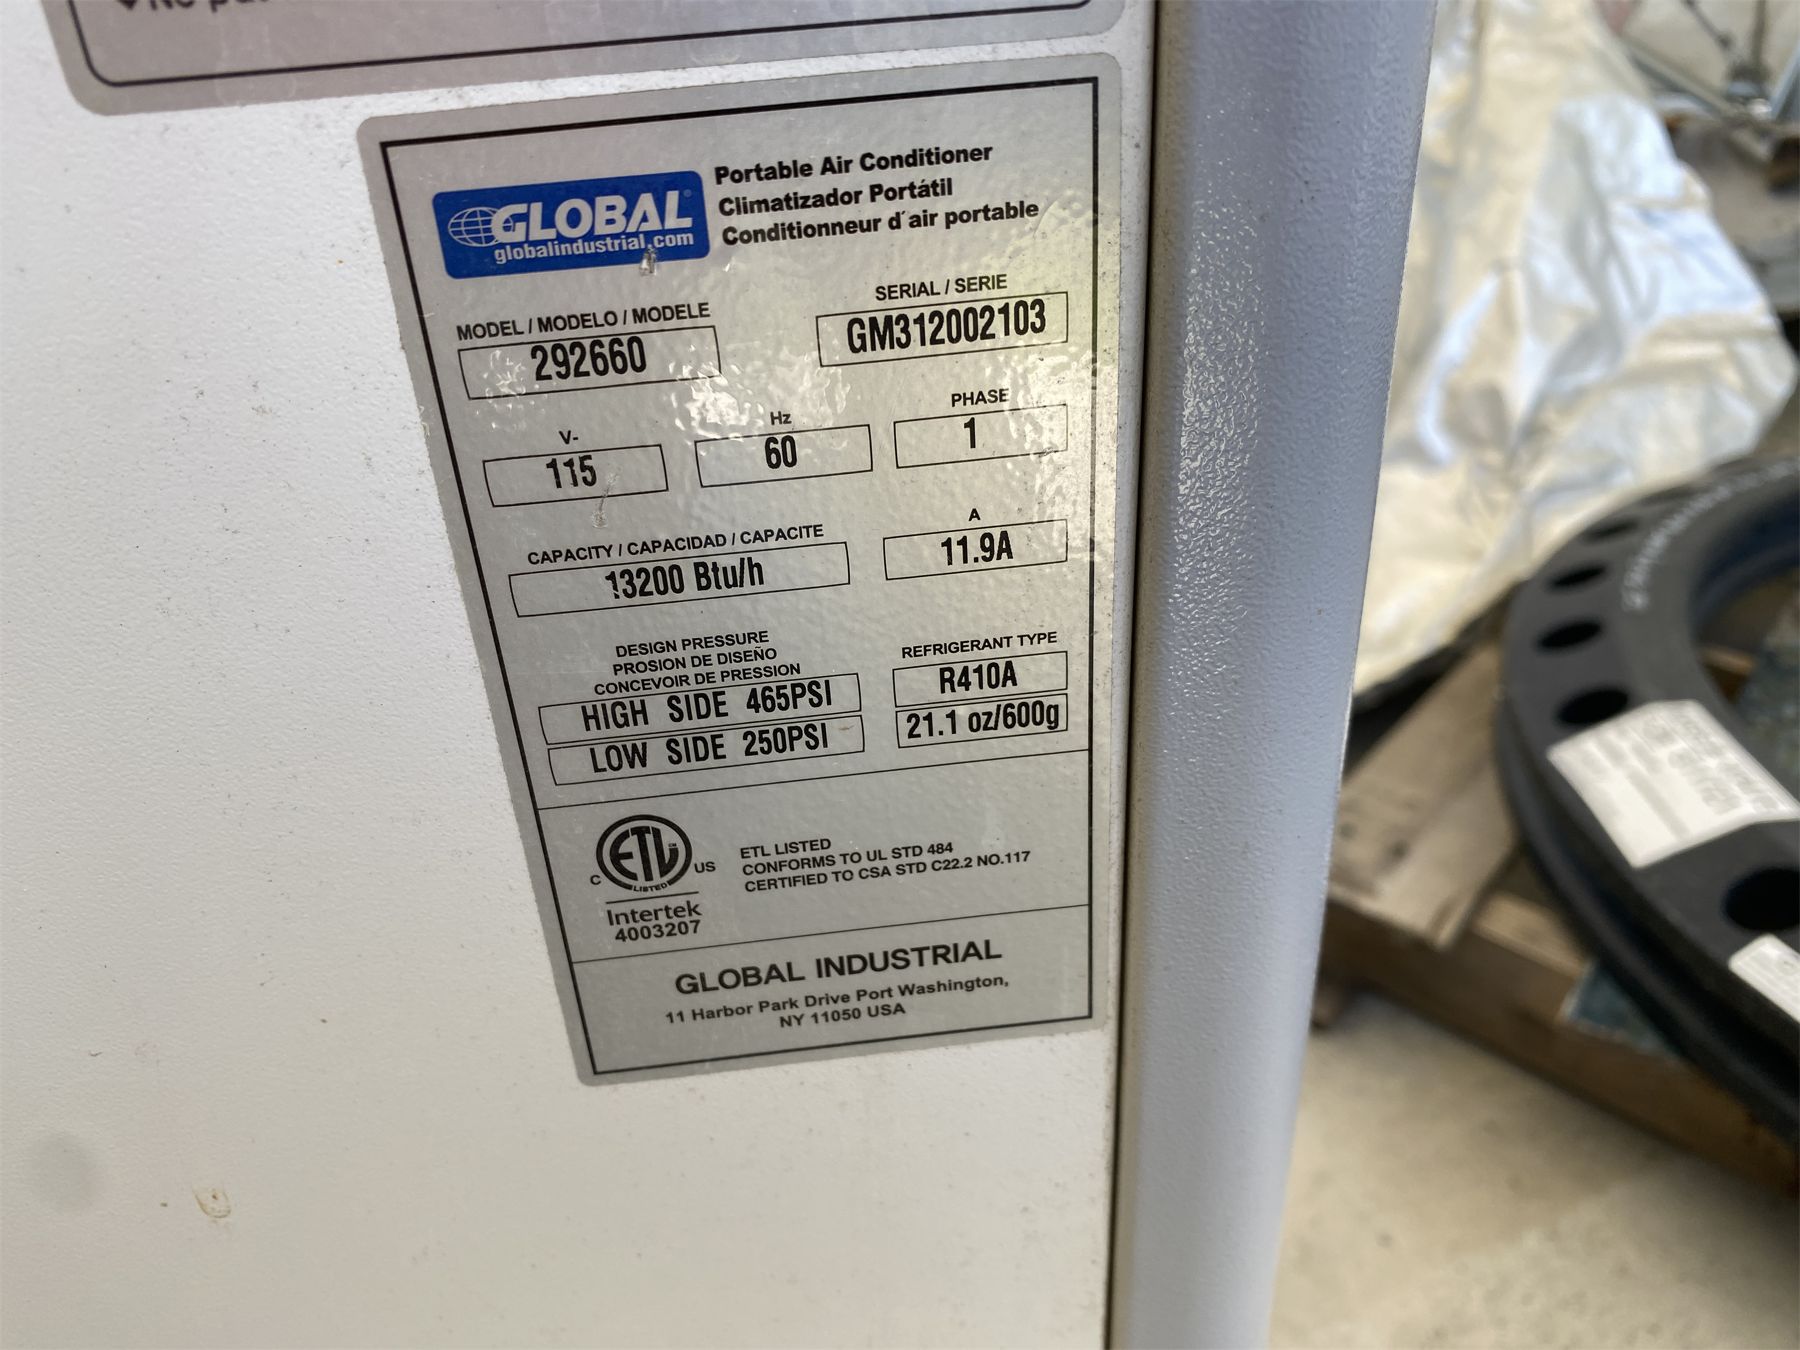 GLOBAL
globalindustrial.com
Portable Air Conditioner
Climatizador Portátil
Conditionneur d´air portable
MODEL / MODELO / MODELE
292660
SERIAL / SERIE
GM312002103
V-
115
Hz
60
PHASE
1
CAPACITY / CAPACIDAD / CAPACITE
13200 Btu/h
A
11.9A
DESIGN PRESSURE
PROSION DE DISEÑO
CONCEVOIR DE PRESSION
HIGH SIDE 465PSI
LOW SIDE 250PSI
REFRIGERANT TYPE
R410A
21.1 oz/600g
ETL
LISTED
C
US
Intertek
4003207
ETL LISTED
CONFORMS TO UL STD 484
CERTIFIED TO CSA STD C22.2 NO.117
GLOBAL INDUSTRIAL
11 Harbor Park Drive Port Washington,
NY 11050 USA